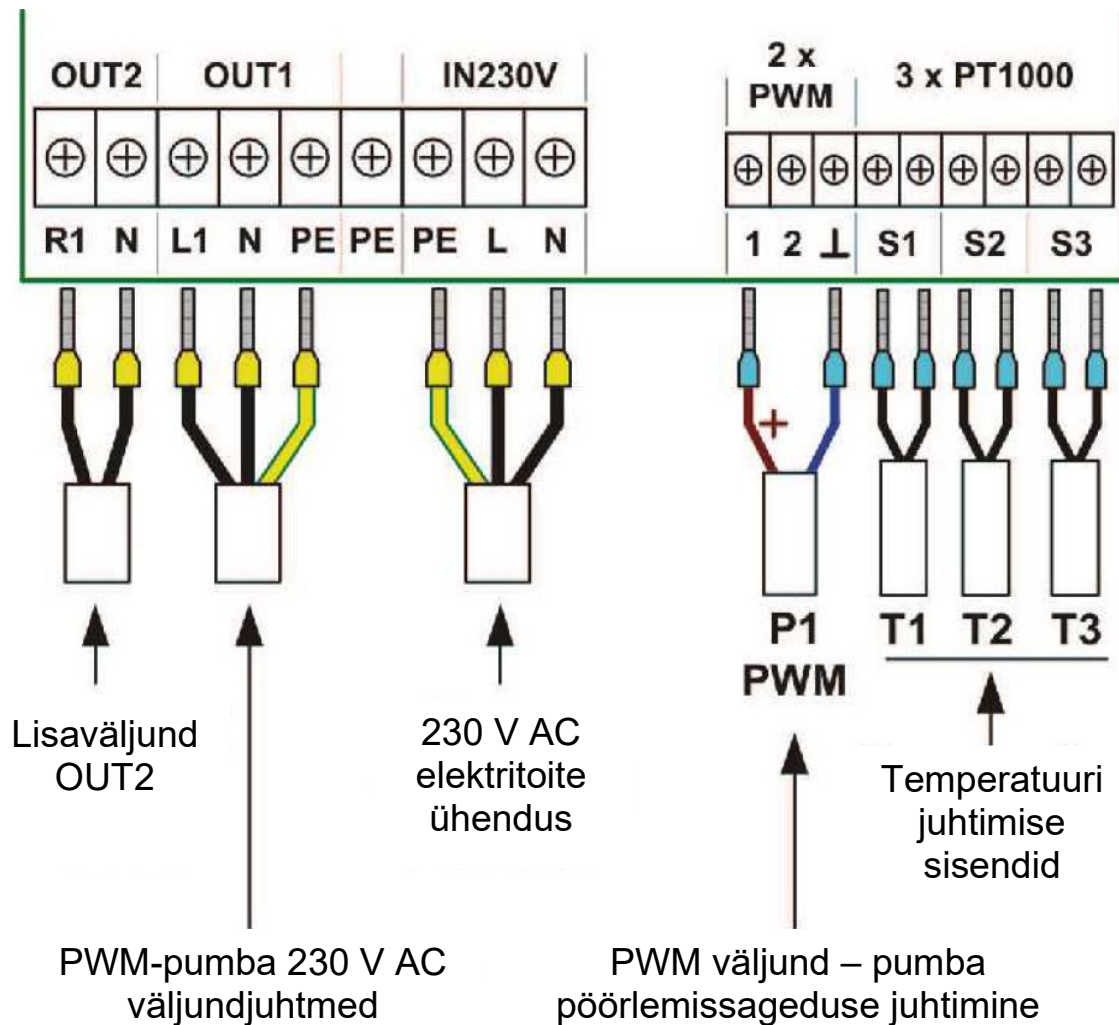 OUT2 OUT1 IN230V
2 x
PWM
3 x PT1000
R1 N L1 N PE PE PE L N
1 2 ⊥ S1 S2 S3
+
P1
PWM
T1 T2 T3
Lisaväljund
OUT2
230 V AC
elektritoite
ühendus
Temperatuuri
juhtimise
sisendid
PWM-pumba 230 V AC
väljundjuhtmed
PWM väljund – pumba
pöörlemissageduse juhtimine